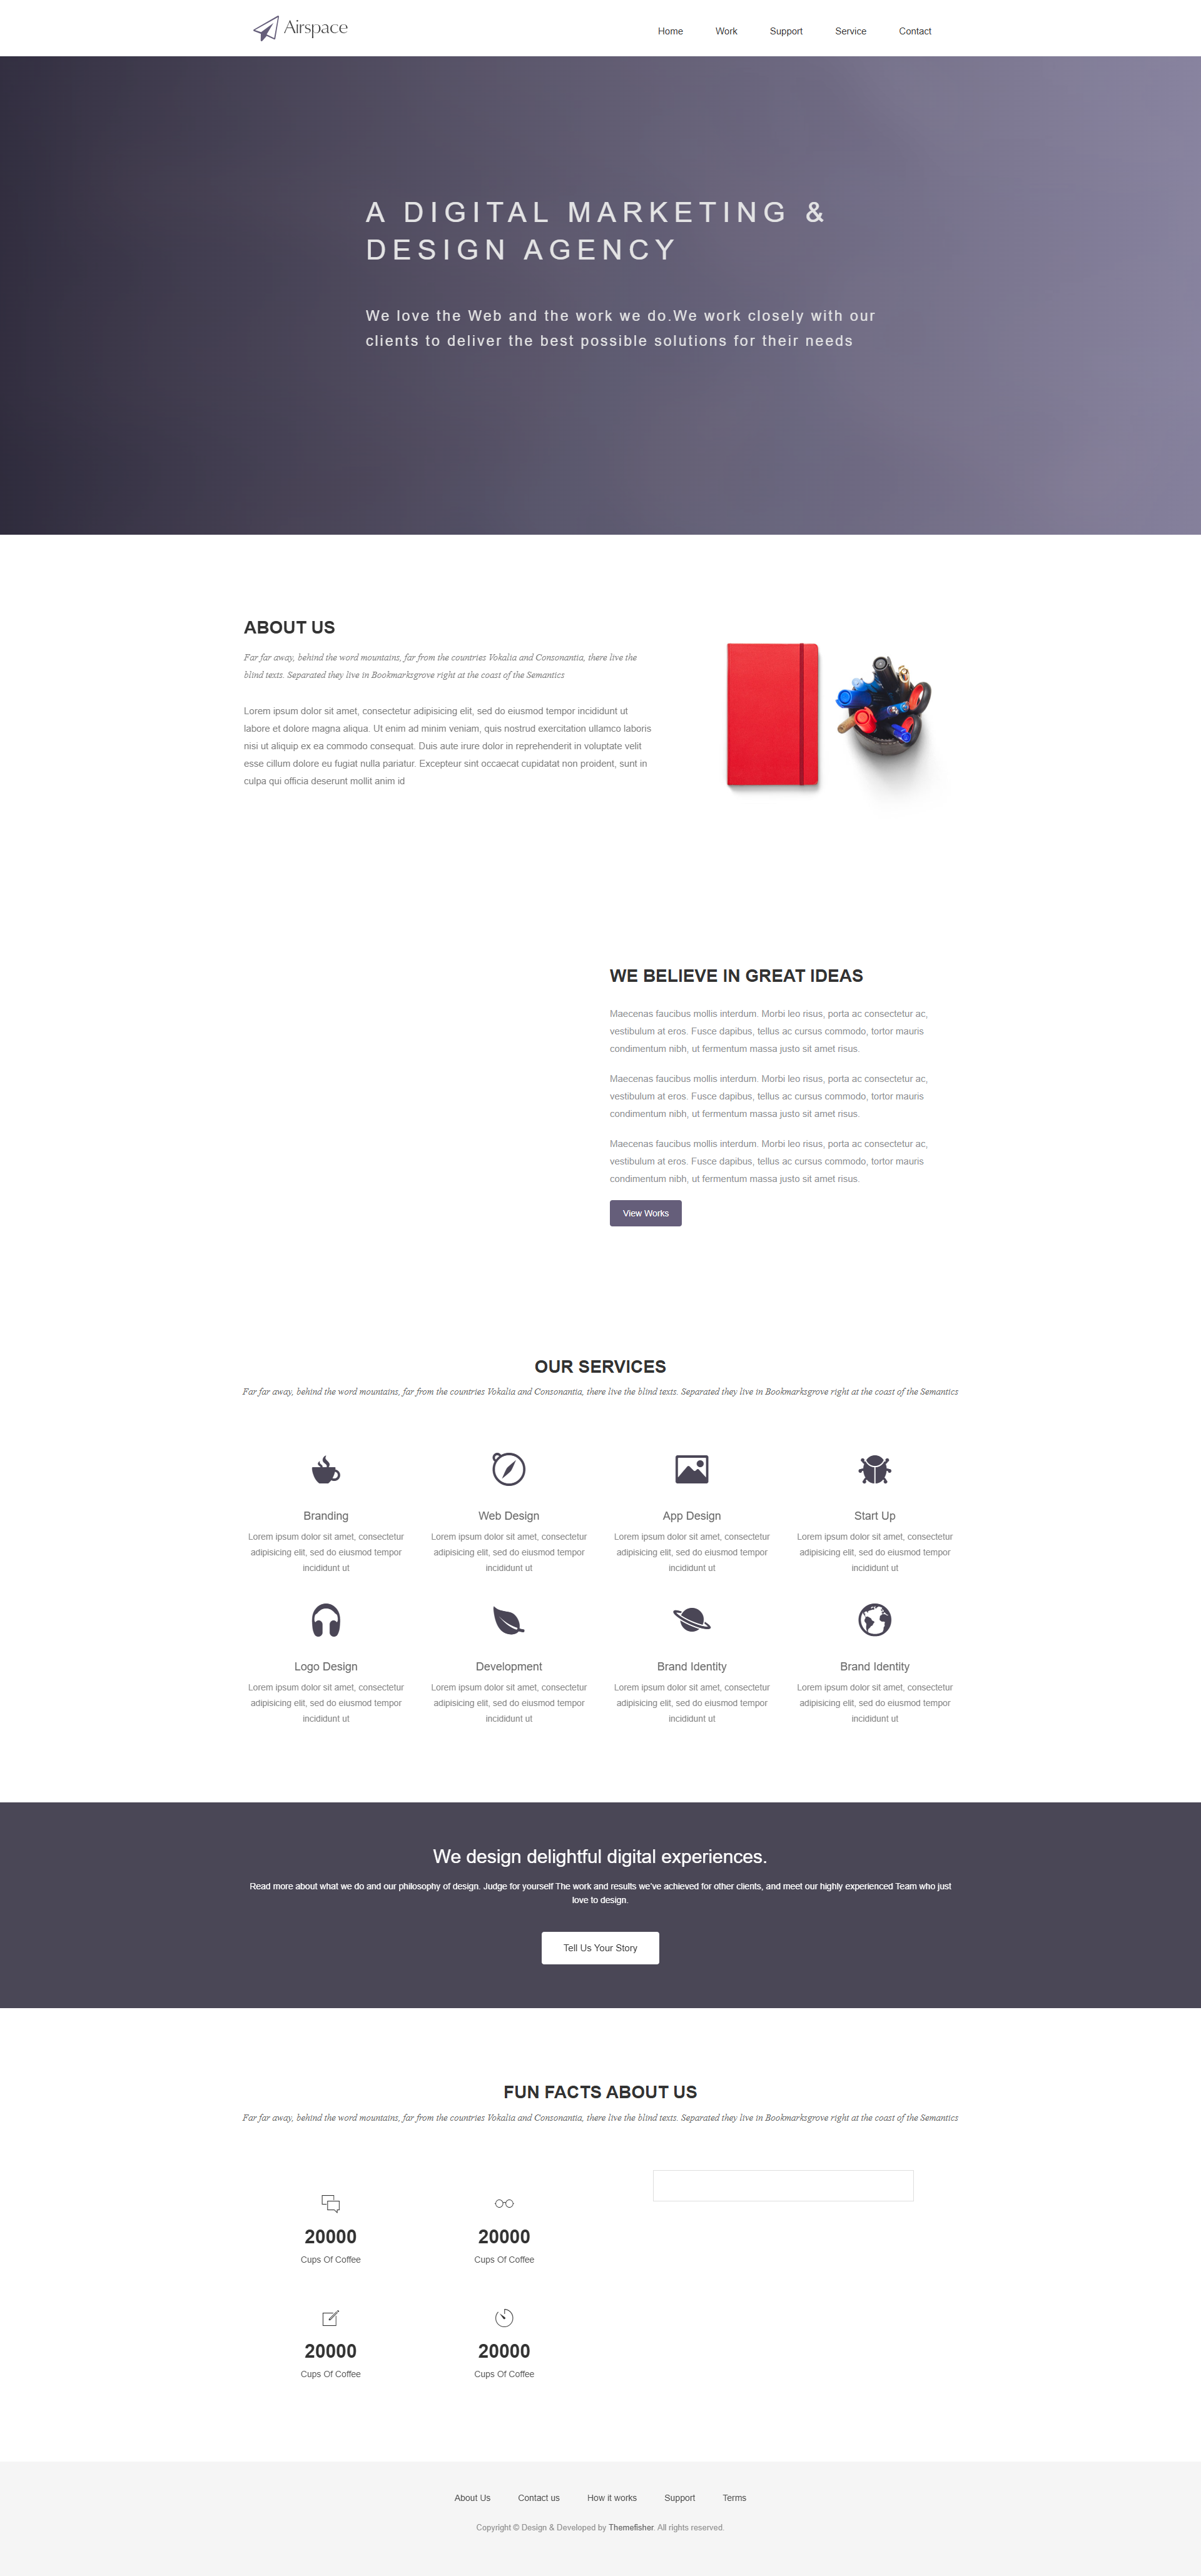 Airspace
Home Work Support Service Contact
A DIGITAL MARKETING &
DESIGN AGENCY
We love the Web and the work we do.We work closely with our
clients to deliver the best possible solutions for their needs
ABOUT US
Far far away, behind the word mountains, far from the countries Vokalia and Consonantia, there live the
blind texts. Separated they live in Bookmarksgrove right at the coast of the Semantics
Lorem ipsum dolor sit amet, consectetur adipisicing elit, sed do eiusmod tempor incididunt ut
labore et dolore magna aliqua. Ut enim ad minim veniam, quis nostrud exercitation ullamco laboris
nisi ut aliquip ex ea commodo consequat. Duis aute irure dolor in reprehenderit in voluptate velit
esse cillum dolore eu fugiat nulla pariatur. Excepteur sint occaecat cupidatat non proident, sunt in
culpa qui officia deserunt mollit anim id
WE BELIEVE IN GREAT IDEAS
Maecenas faucibus mollis interdum. Morbi leo risus, porta ac consectetur ac,
vestibulum at eros. Fusce dapibus, tellus ac cursus commodo, tortor mauris
condimentum nibh, ut fermentum massa justo sit amet risus.
Maecenas faucibus mollis interdum. Morbi leo risus, porta ac consectetur ac,
vestibulum at eros. Fusce dapibus, tellus ac cursus commodo, tortor mauris
condimentum nibh, ut fermentum massa justo sit amet risus.
Maecenas faucibus mollis interdum. Morbi leo risus, porta ac consectetur ac,
vestibulum at eros. Fusce dapibus, tellus ac cursus commodo, tortor mauris
condimentum nibh, ut fermentum massa justo sit amet risus.
View Works
OUR SERVICES
Far far away, behind the word mountains, far from the countries Vokalia and Consonantia, there live the blind texts. Separated they live in Bookmarksgrove right at the coast of the Semantics
Branding
Lorem ipsum dolor sit amet, consectetur
adipisicing elit, sed do eiusmod tempor
incididunt ut
Web Design
Lorem ipsum dolor sit amet, consectetur
adipisicing elit, sed do eiusmod tempor
incididunt ut
App Design
Lorem ipsum dolor sit amet, consectetur
adipisicing elit, sed do eiusmod tempor
incididunt ut
Start Up
Lorem ipsum dolor sit amet, consectetur
adipisicing elit, sed do eiusmod tempor
incididunt ut
Logo Design
Lorem ipsum dolor sit amet, consectetur
adipisicing elit, sed do eiusmod tempor
incididunt ut
Development
Lorem ipsum dolor sit amet, consectetur
adipisicing elit, sed do eiusmod tempor
incididunt ut
Brand Identity
Lorem ipsum dolor sit amet, consectetur
adipisicing elit, sed do eiusmod tempor
incididunt ut
Brand Identity
Lorem ipsum dolor sit amet, consectetur
adipisicing elit, sed do eiusmod tempor
incididunt ut
We design delightful digital experiences.
Read more about what we do and our philosophy of design. Judge for yourself The work and results we've achieved for other clients, and meet our highly experienced Team who just
love to design.
Tell Us Your Story
FUN FACTS ABOUT US
Far far away, behind the word mountains, far from the countries Vokalia and Consonantia, there live the blind texts. Separated they live in Bookmarksgrove right at the coast of the Semantics
20000
Cups Of Coffee
20000
Cups Of Coffee
20000
Cups Of Coffee
20000
Cups Of Coffee
About Us Contact us How it works Support Terms
Copyright © Design & Developed by Themefisher. All rights reserved.